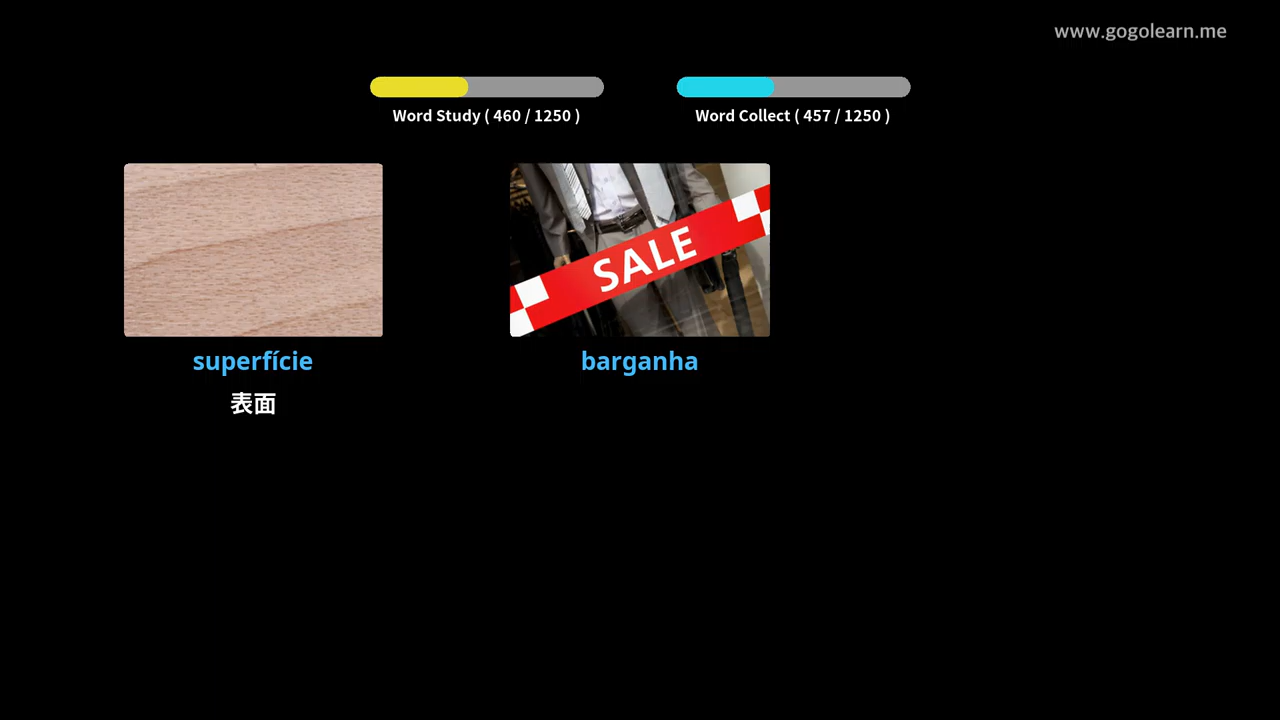 www.gogolearn.me
Word Study ( 460 / 1250 )
Word Collect ( 457 / 1250 )
SALE
superfície
barganha
表面